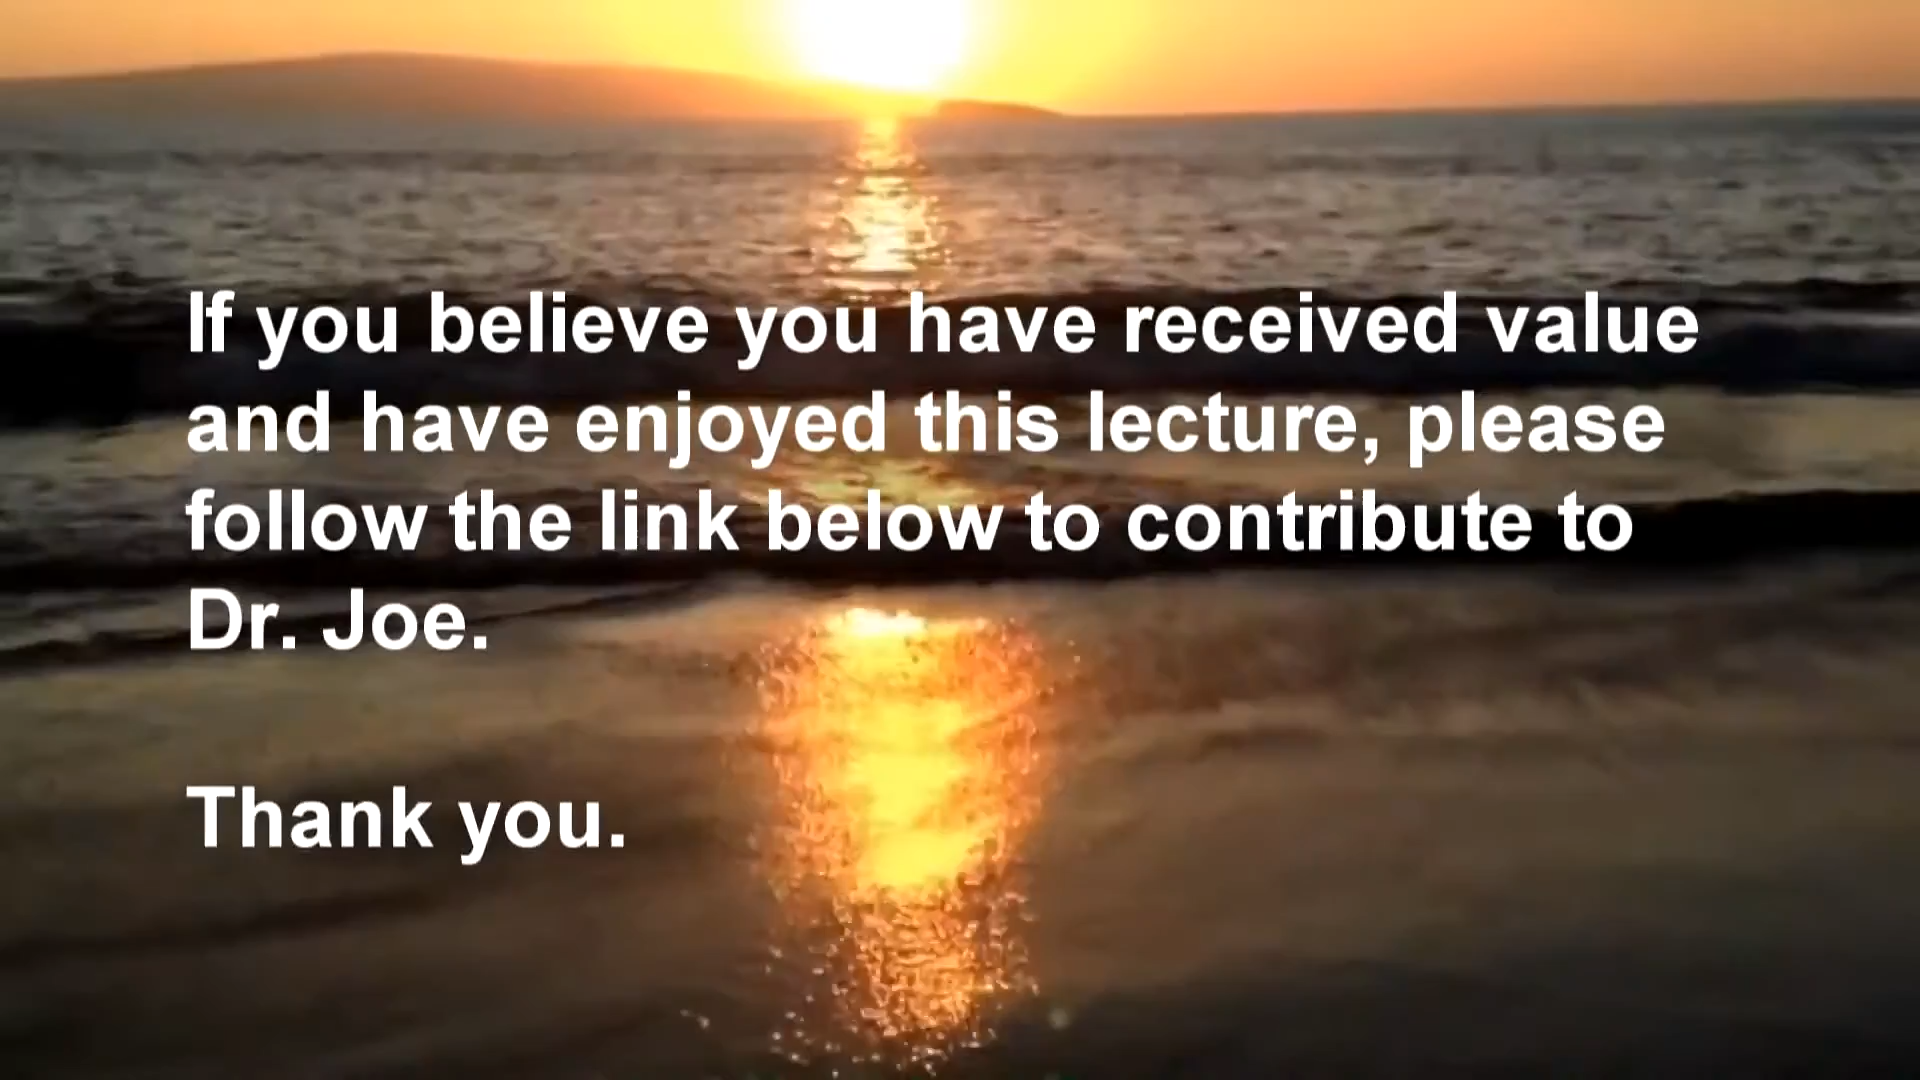 If you believe you have received value
and have enjoyed this lecture, please
follow the link below to contribute to
Dr. Joe.
Thank you.